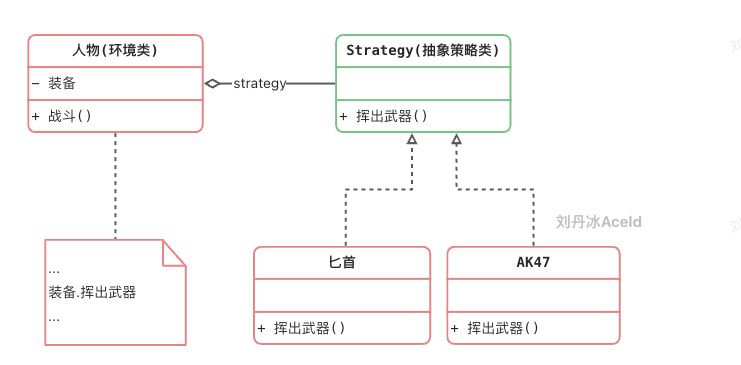 人物(环境类)
- 装备
+ 战斗()
strategy
Strategy(抽象策略类)
+ 挥出武器()
...
装备.挥出武器
...
匕首
+ 挥出武器()
AK47
+ 挥出武器()
刘丹冰Aceld